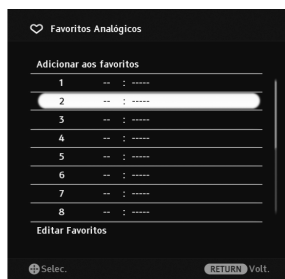 Favoritos Analógicos
Adicionar aos favoritos
1 -- : -----
2 -- : -----
3 -- : -----
4 -- : -----
5 -- : -----
6 -- : -----
7 -- : -----
8 -- : -----
Editar Favoritos
Selec. RETURN Volt.